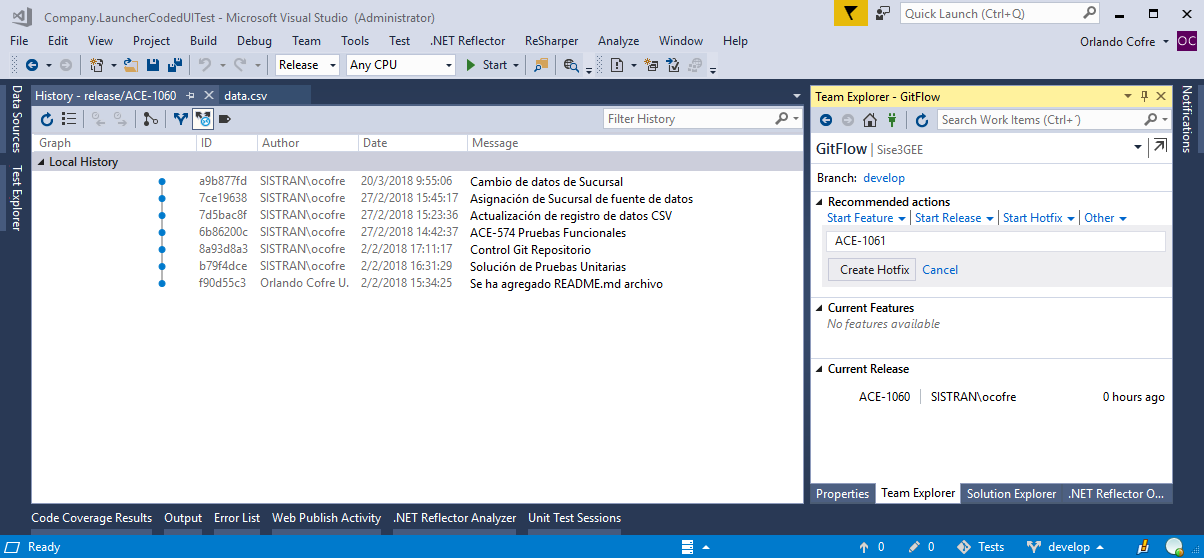 Company.LauncherCodedUITest - Microsoft Visual Studio (Administrator)
Quick Launch (Ctrl+Q)
File Edit View Project Build Debug Team Tools Test .NET Reflector ReSharper Analyze Window Help
Orlando Cofre OC
Release Any CPU Start
Data Sources
Test Explorer
History - release/ACE-1060 data.csv
Filter History
Graph ID Author Date Message
Local History
a9b877fd SISTRAN\ocofre 20/3/2018 9:55:06 Cambio de datos de Sucursal
7ce19638 SISTRAN\ocofre 27/2/2018 15:45:17 Asignación de Sucursal de fuente de datos
7d5bac8f SISTRAN\ocofre 27/2/2018 15:23:36 Actualización de registro de datos CSV
6b86200c SISTRAN\ocofre 27/2/2018 14:42:37 ACE-574 Pruebas Funcionales
8a93d8a3 SISTRAN\ocofre 2/2/2018 17:11:17 Control Git Repositorio
b79f4dce SISTRAN\ocofre 2/2/2018 16:31:29 Solución de Pruebas Unitarias
f90d55c3 Orlando Cofre U. 2/2/2018 15:34:25 Se ha agregado README.md archivo
Team Explorer - GitFlow
Search Work Items (Ctrl+´)
GitFlow | Sise3GEE
Branch: develop
Recommended actions
Start Feature | Start Release | Start Hotfix | Other
ACE-1061
Create Hotfix Cancel
Current Features
No features available
Current Release
ACE-1060 SISTRAN\ocofre 0 hours ago
Properties Team Explorer Solution Explorer .NET Reflector O...
Notifications
Code Coverage Results Output Error List Web Publish Activity .NET Reflector Analyzer Unit Test Sessions
Ready 0 0 Tests develop